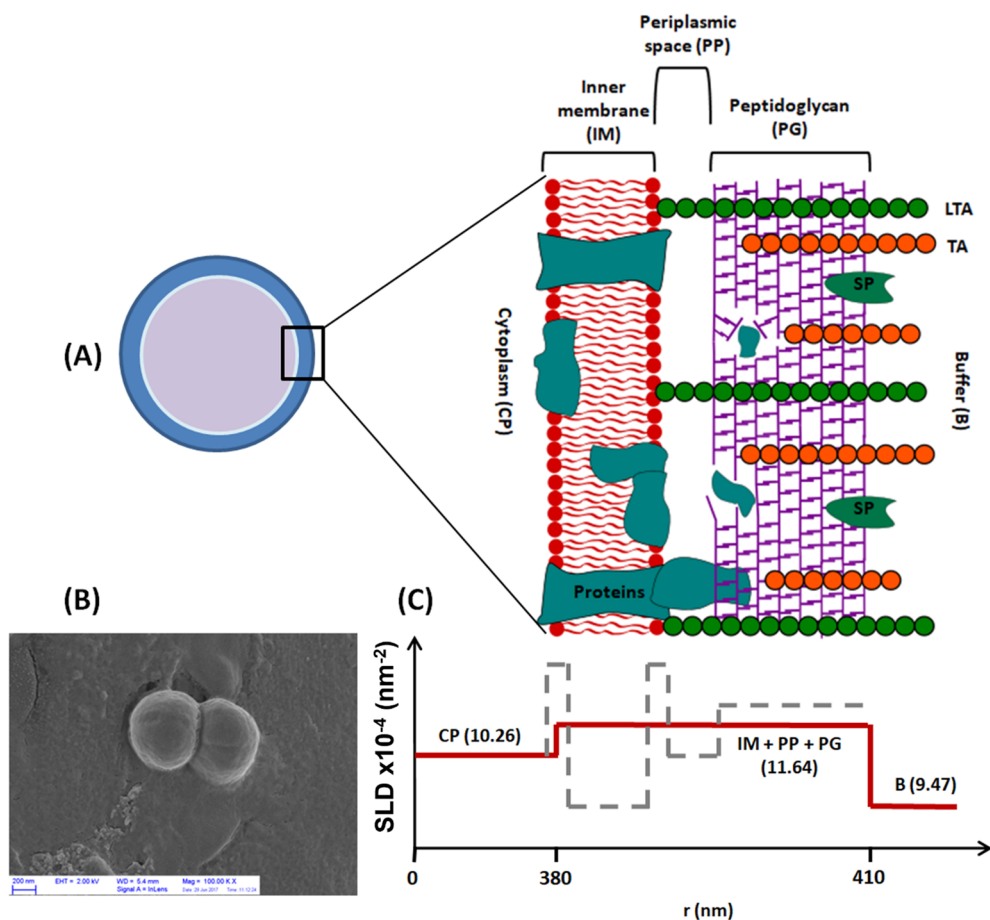 Periplasmic
space (PP)
Inner
membrane
(IM)
Peptidoglycan
(PG)
LTA
TA
SP
(A)
Cytoplasm (CP)
Buffer (B)
SP
Proteins
(B)
(C)
200 nm
EHT = 2.00 kV
WD = 5.4 mm
Mag = 100.00 K X
Signal A = InLens
SLD x10-4 (nm-2)
CP (10.26)
IM + PP + PG
(11.64)
B (9.47)
0
380
410
r (nm)